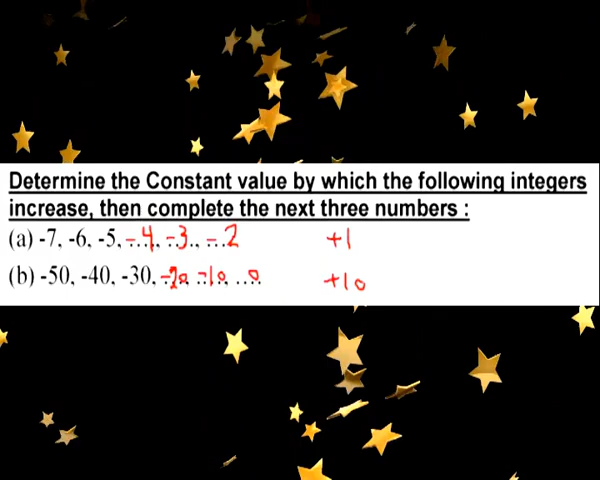 Determine the Constant value by which the following integers
increase, then complete the next three numbers :
(a) -7, -6, -5, -4, -3, -2 +1
(b) -50, -40, -30, -20, -10, 0 +10